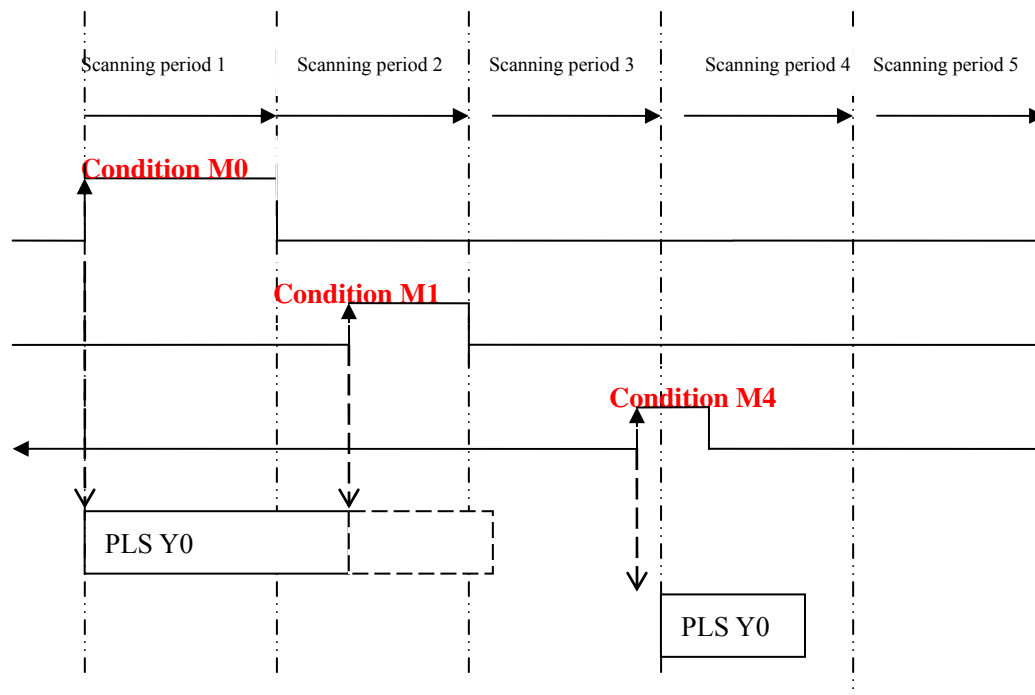 Scanning period 1
Scanning period 2
Scanning period 3
Scanning period 4
Scanning period 5
Condition M0
Condition M1
Condition M4
PLS Y0
PLS Y0